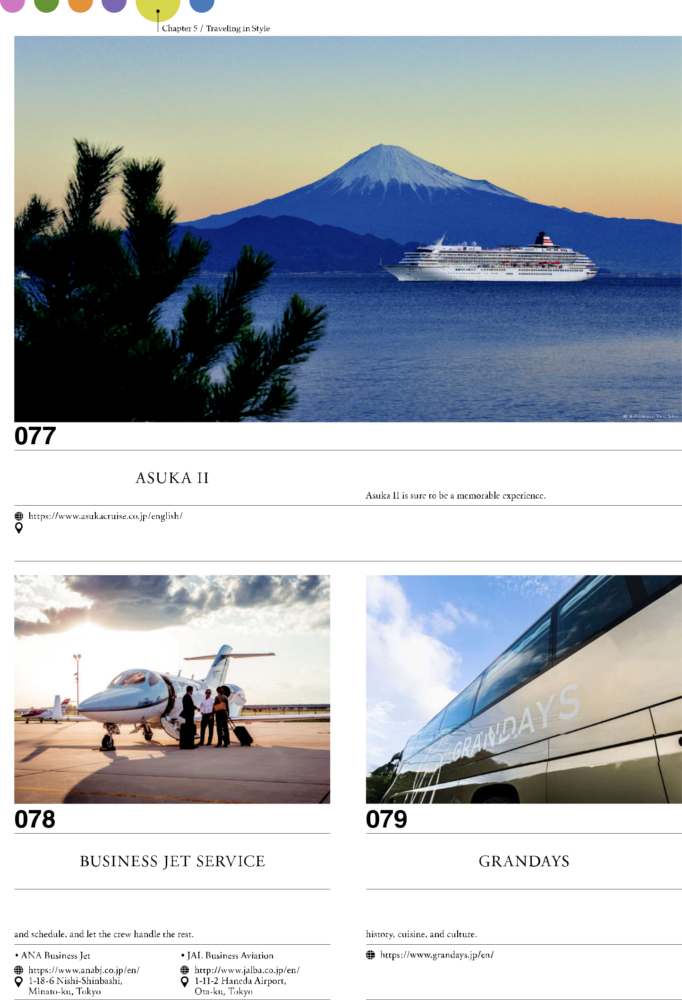 Chapter 5 / Traveling in Style
077
ASUKA II
Asuka II is sure to be a memorable experience.
https://www.asukacruise.co.jp/english/
GRANDAYS
078
BUSINESS JET SERVICE
and schedule, and let the crew handle the rest.
• ANA Business Jet
https://www.anabj.co.jp/en/
1-18-6 Nishi-Shinbashi,
Minato-ku, Tokyo
• JAL Business Aviation
http://www.jalba.co.jp/en/
1-11-2 Haneda Airport,
Ota-ku, Tokyo
079
GRANDAYS
history, cuisine, and culture.
https://www.grandays.jp/en/